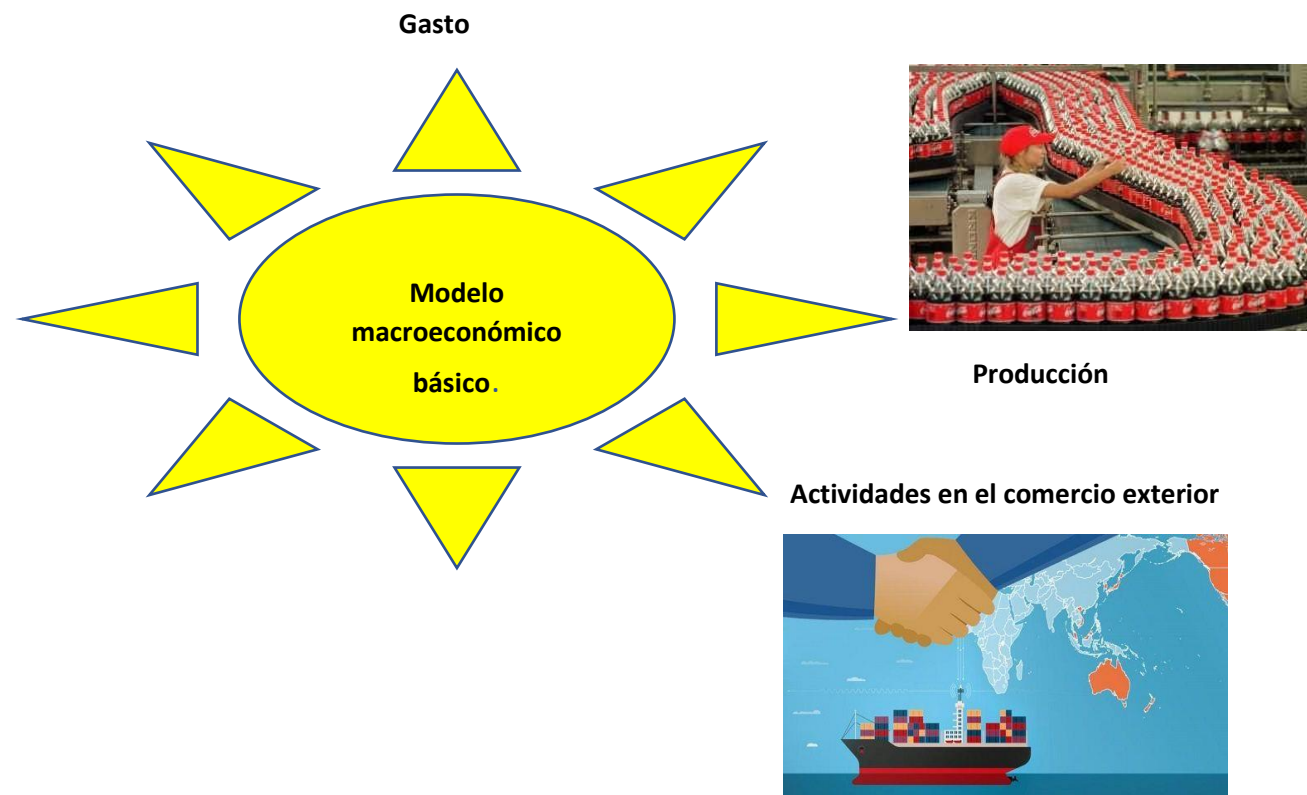 Gasto
Modelo
macroeconómico
básico.
Producción
Actividades en el comercio exterior